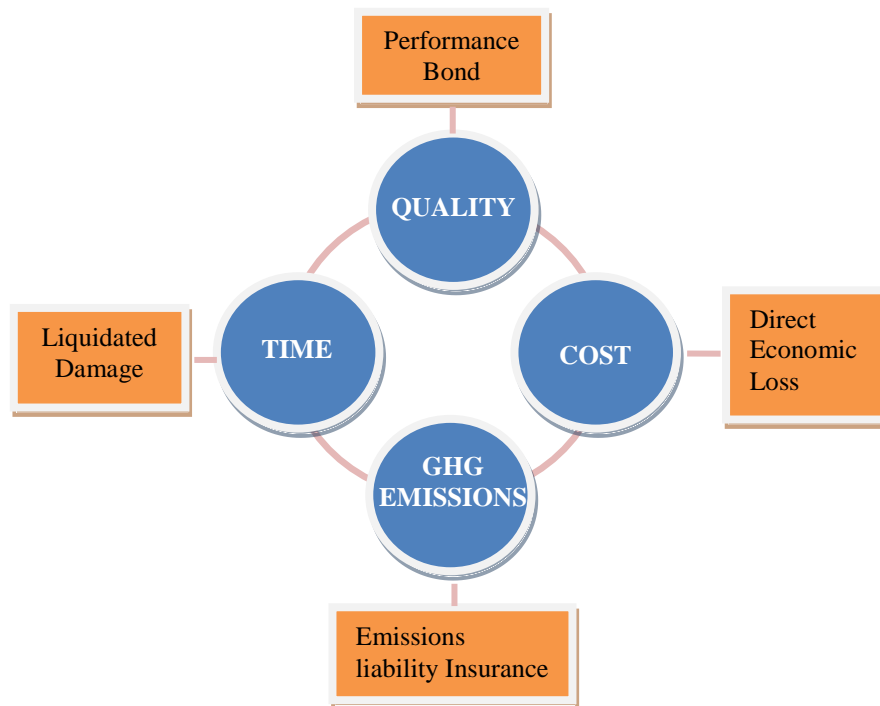 Performance
Bond
QUALITY
Liquidated
Damage
TIME
COST
Direct
Economic
Loss
GHG
EMISSIONS
Emissions
liability Insurance